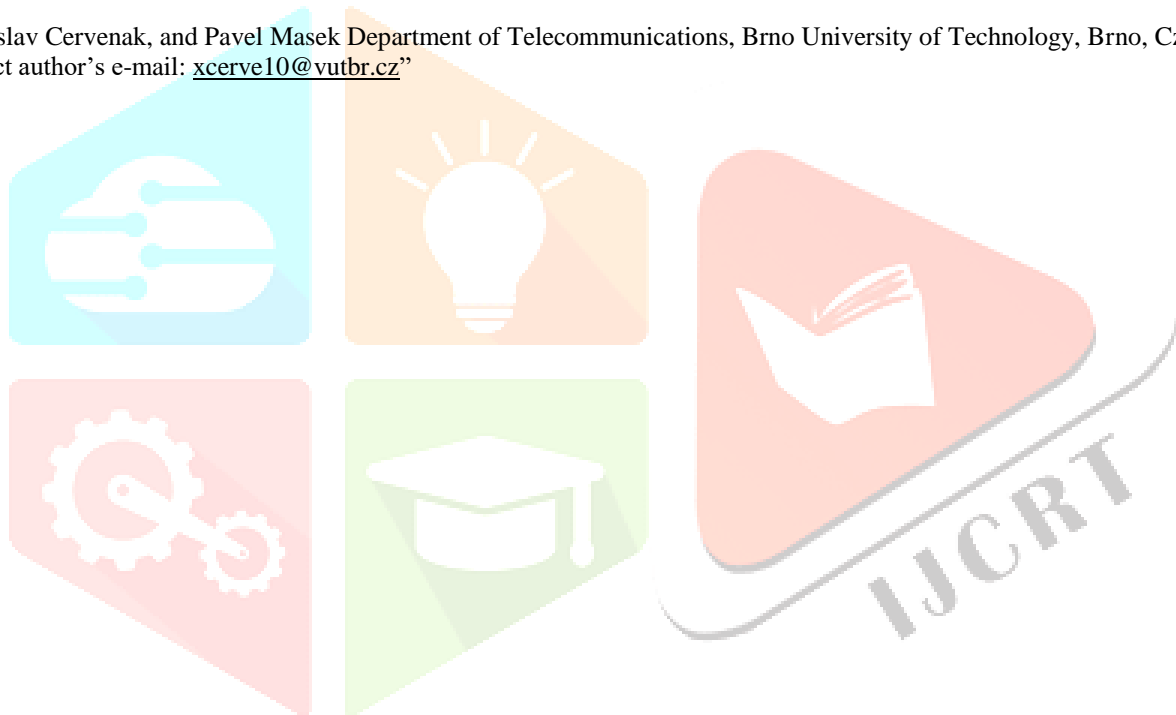 slav Cervenak, and Pavel Masek Department of Telecommunications, Brno University of Technology, Brno, Cz
ct author’s e-mail: xcerve10@vutbr.cz”
IJCRT